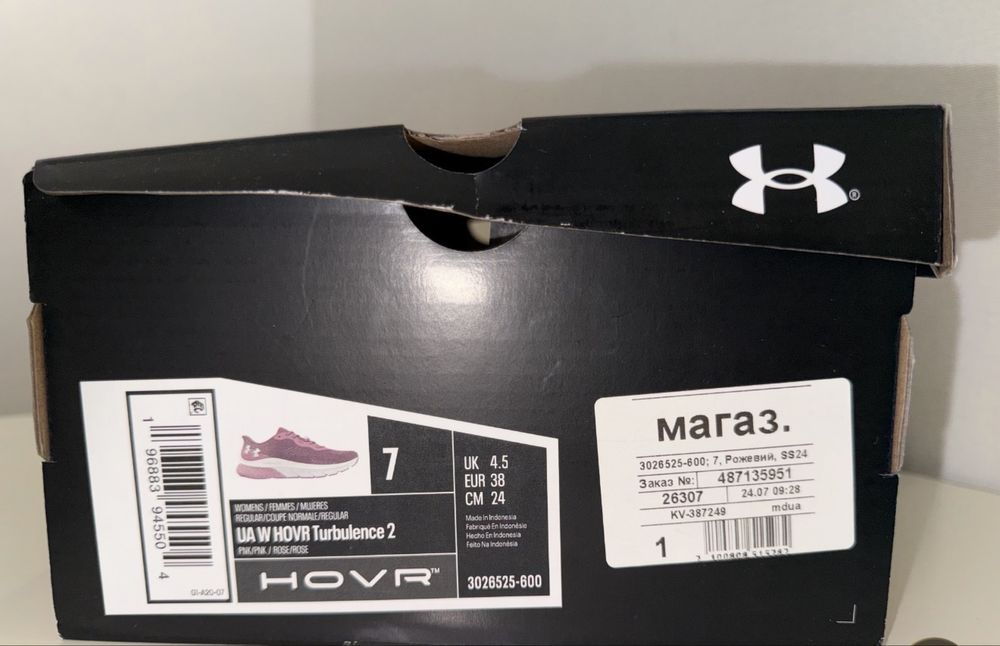 ®
1 96883 94550 4
GI-A20-07
7
WOMENS / FEMMES / MUJERES
REGULAR/COUPE NORMALE/REGULAR
UA W HOVR Turbulence 2
PNK/PNK / ROSE/ROSE
HOVR™
UK 4.5
EUR 38
CM 24
Made in Indonesia
Fabriqué En Indonésie
Hecho En Indonesia
Feito Na Indonésia
3026525-600
магаз.
3026525-600; 7, Рожевий, SS24
Заказ №: 487135951
26307 24.07 09:28
KV-387249 mdua
1